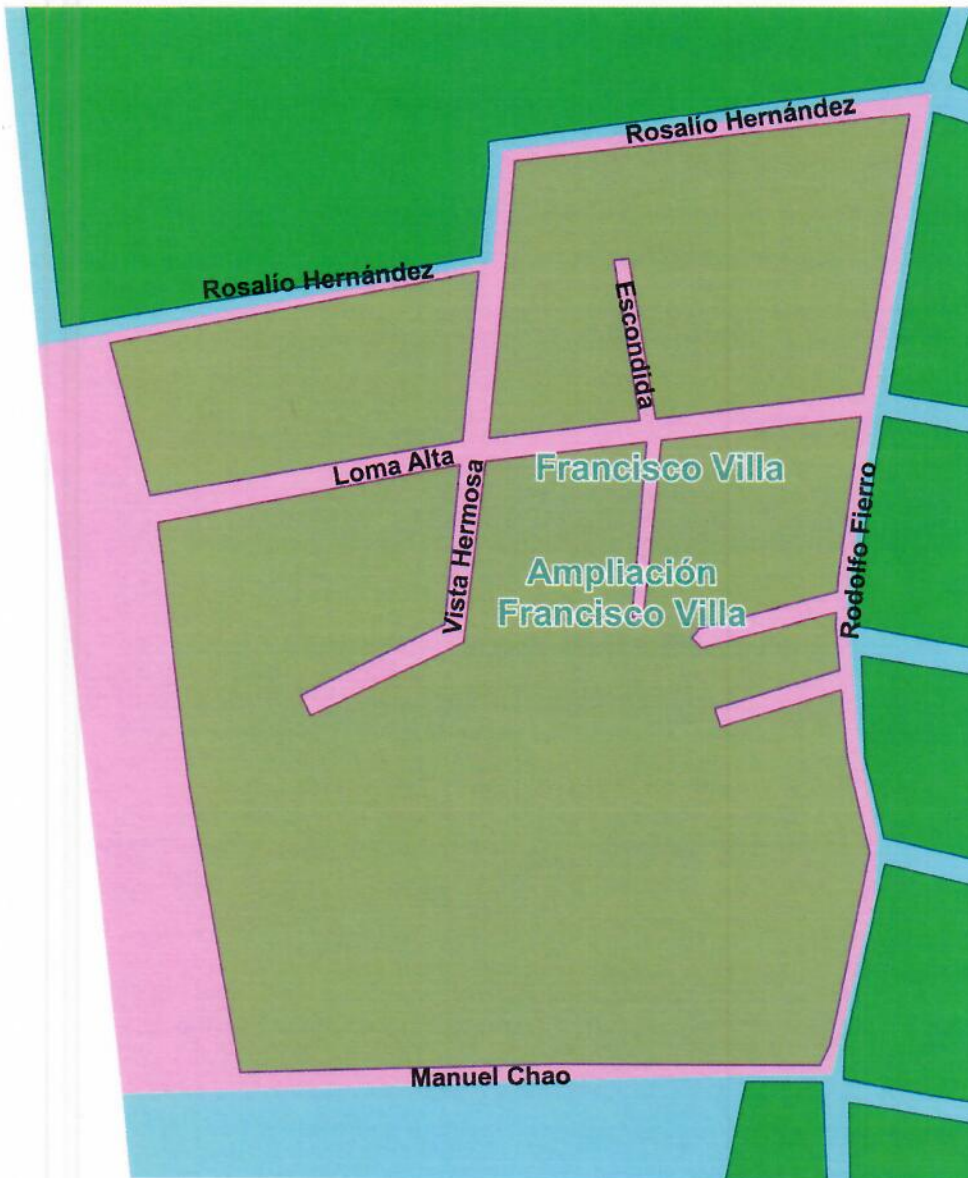 Rosalío Hernández
Rosalío Hernández
Escondida
Loma Alta
Francisco Villa
Vista Hermosa
Rodolfo Fierro
Ampliación
Francisco Villa
Manuel Chao